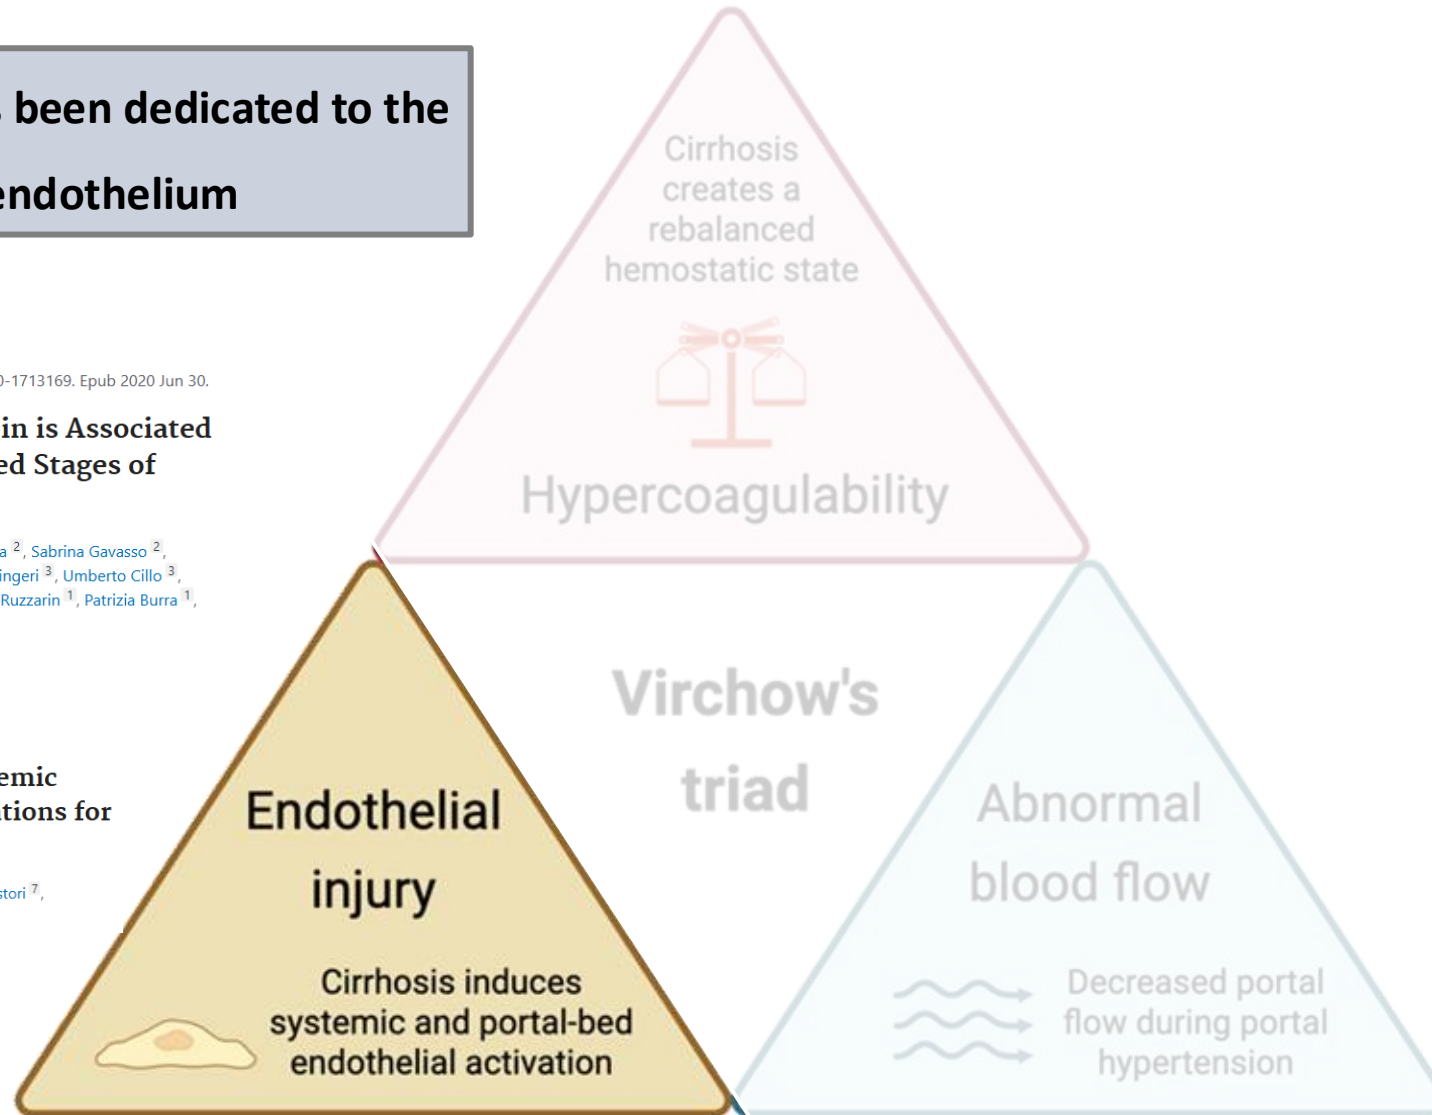 been dedicated to the
endothelium
0-1713169. Epub 2020 Jun 30.
in is Associated
ed Stages of
a 2, Sabrina Gavasso 2,
ingeri 3, Umberto Cillo 3,
Ruzzarin 1, Patrizia Burra 1,
emic
ations for
stori 7,
Cirrhosis
creates a
rebalanced
hemostatic state
Hypercoagulability
Virchow's
triad
Endothelial
injury
Cirrhosis induces
systemic and portal-bed
endothelial activation
Abnormal
blood flow
Decreased portal
flow during portal
hypertension